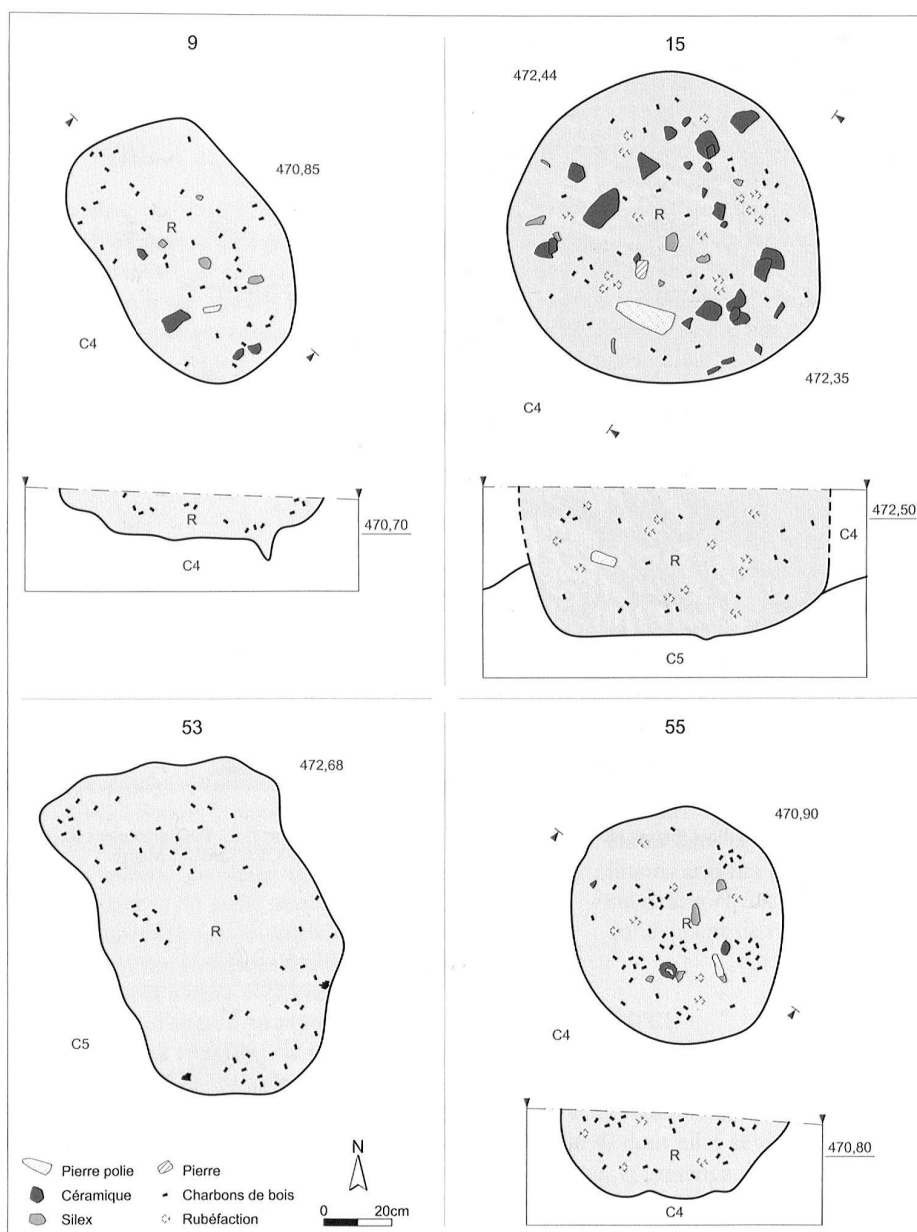 9
470,85
R
C4
470,70
R
C4
15
472,44
R
472,35
C4
472,50
R
C4
C5
53
472,68
R
C5
55
470,90
R
C4
470,80
R
C4
Pierre polie
Pierre
Céramique
Charbons de bois
Silex
Rubéfaction
N
0 20cm